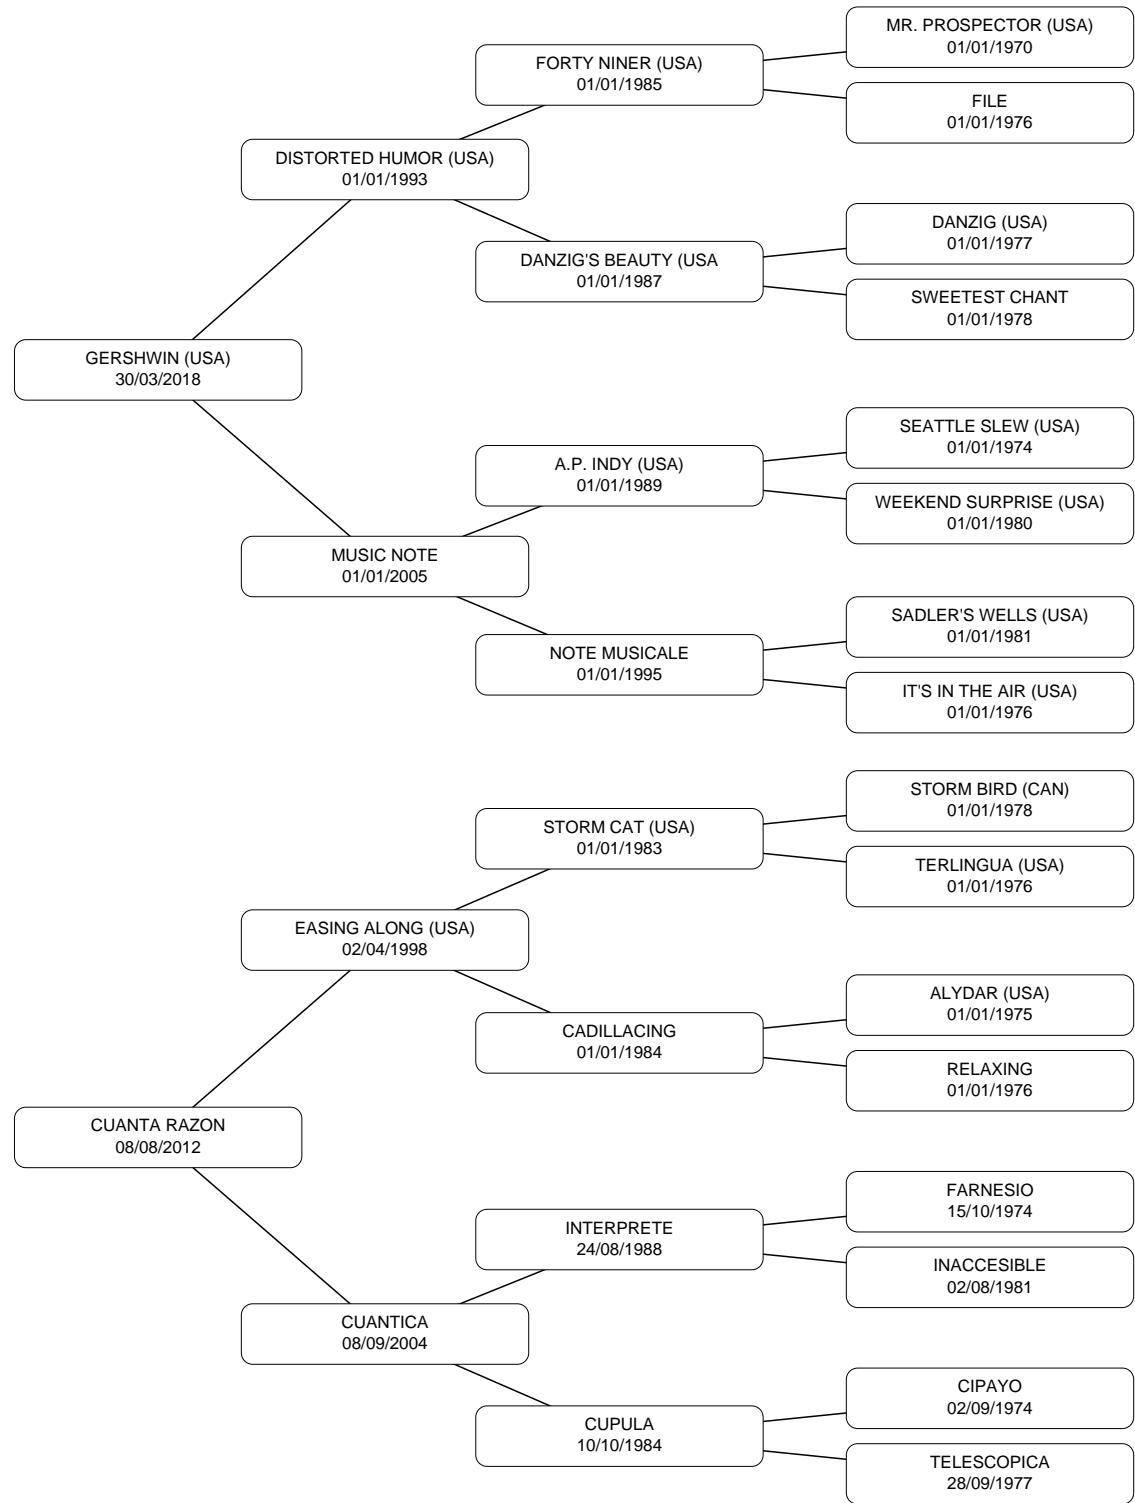 MR. PROSPECTOR (USA)
01/01/1970
FORTY NINER (USA)
01/01/1985
FILE
01/01/1976
DISTORTED HUMOR (USA)
01/01/1993
DANZIG (USA)
01/01/1977
DANZIG'S BEAUTY (USA
01/01/1987
SWEETEST CHANT
01/01/1978
GERSHWIN (USA)
30/03/2018
SEATTLE SLEW (USA)
01/01/1974
A.P. INDY (USA)
01/01/1989
WEEKEND SURPRISE (USA)
01/01/1980
MUSIC NOTE
01/01/2005
SADLER'S WELLS (USA)
01/01/1981
NOTE MUSICALE
01/01/1995
IT'S IN THE AIR (USA)
01/01/1976
STORM BIRD (CAN)
01/01/1978
STORM CAT (USA)
01/01/1983
TERLINGUA (USA)
01/01/1976
EASING ALONG (USA)
02/04/1998
ALYDAR (USA)
01/01/1975
CADILLACING
01/01/1984
RELAXING
01/01/1976
CUANTA RAZON
08/08/2012
FARNESIO
15/10/1974
INTERPRETE
24/08/1988
INACCESIBLE
02/08/1981
CUANTICA
08/09/2004
CIPAYO
02/09/1974
CUPULA
10/10/1984
TELESCOPICA
28/09/1977